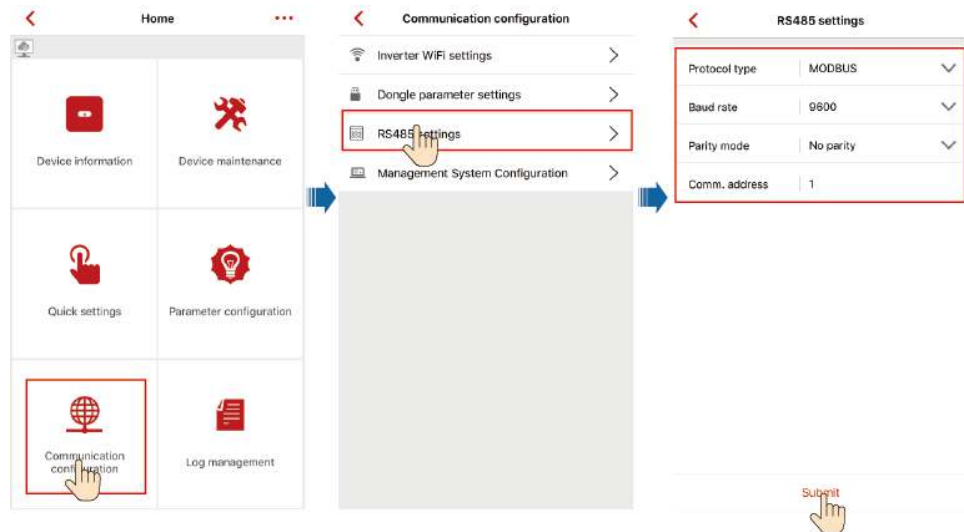 Home
Device information
Device maintenance
Quick settings
Parameter configuration
Communication
configuration
Log management
Communication configuration
Inverter WiFi settings
Dongle parameter settings
RS485 settings
Management System Configuration
RS485 settings
Protocol type MODBUS
Baud rate 9600
Parity mode No parity
Comm. address 1
Submit